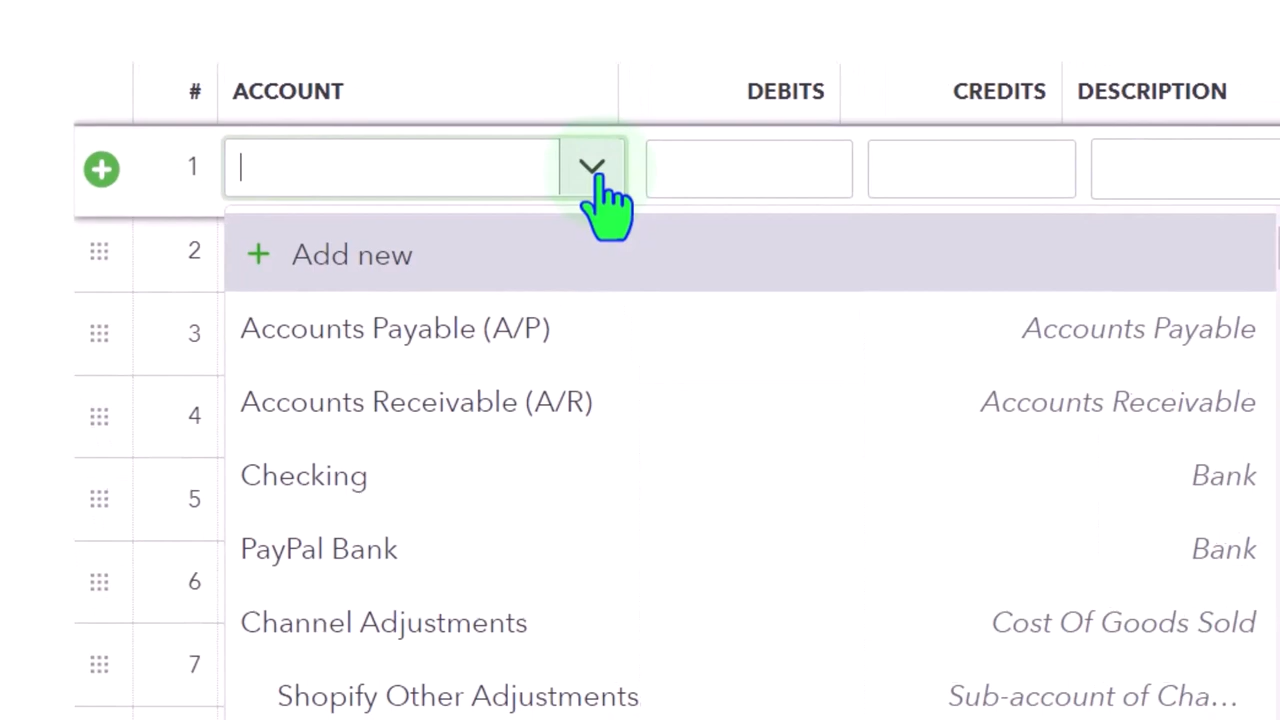 # ACCOUNT DEBITS CREDITS DESCRIPTION
1
2 + Add new
3 Accounts Payable (A/P) Accounts Payable
4 Accounts Receivable (A/R) Accounts Receivable
5 Checking Bank
PayPal Bank Bank
6
Channel Adjustments Cost Of Goods Sold
7
Shopify Other Adjustments Sub-account of Cha...